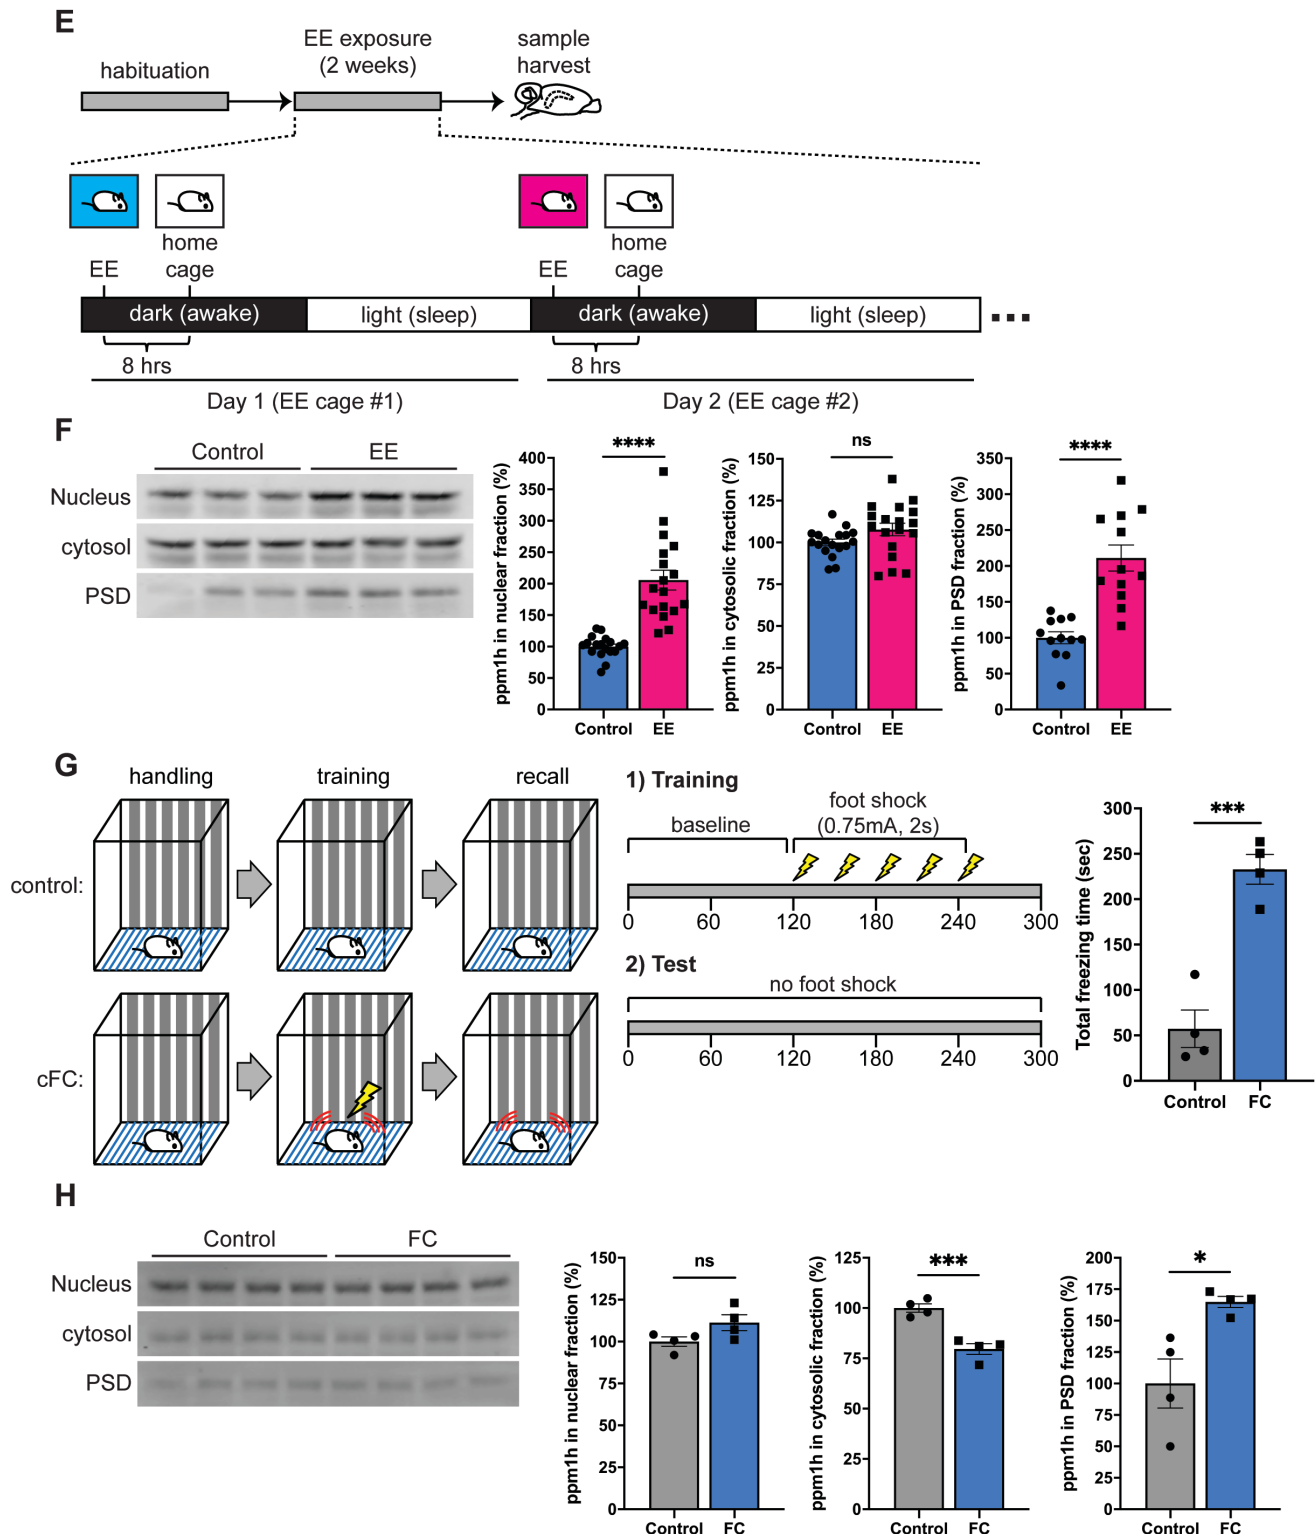 E
EE exposure
(2 weeks)
sample
harvest
habituation
home
cage
home
cage
EE
EE
dark (awake)
light (sleep)
dark (awake)
light (sleep)
8 hrs
8 hrs
Day 1 (EE cage #1)
Day 2 (EE cage #2)
F
Control
EE
Nucleus
cytosol
PSD
ppm1h in nuclear fraction (%)
400
350
300
250
200
150
100
50
0
****
Control
EE
ppm1h in cytosolic fraction (%)
150
125
100
75
50
25
0
ns
Control
EE
ppm1h in PSD fraction (%)
350
300
250
200
150
100
50
0
****
Control
EE
G
handling
training
recall
control:
cFC:
1) Training
baseline
foot shock
(0.75mA, 2s)
0
60
120
180
240
300
2) Test
no foot shock
0
60
120
180
240
300
Total freezing time (sec)
300
250
200
150
100
50
0
***
Control
FC
H
Control
FC
Nucleus
cytosol
PSD
ppm1h in nuclear fraction (%)
150
125
100
75
50
25
0
ns
Control
FC
ppm1h in cytosolic fraction (%)
125
100
75
50
25
0
***
Control
FC
ppm1h in PSD fraction (%)
200
175
150
125
100
75
50
25
0
*
Control
FC